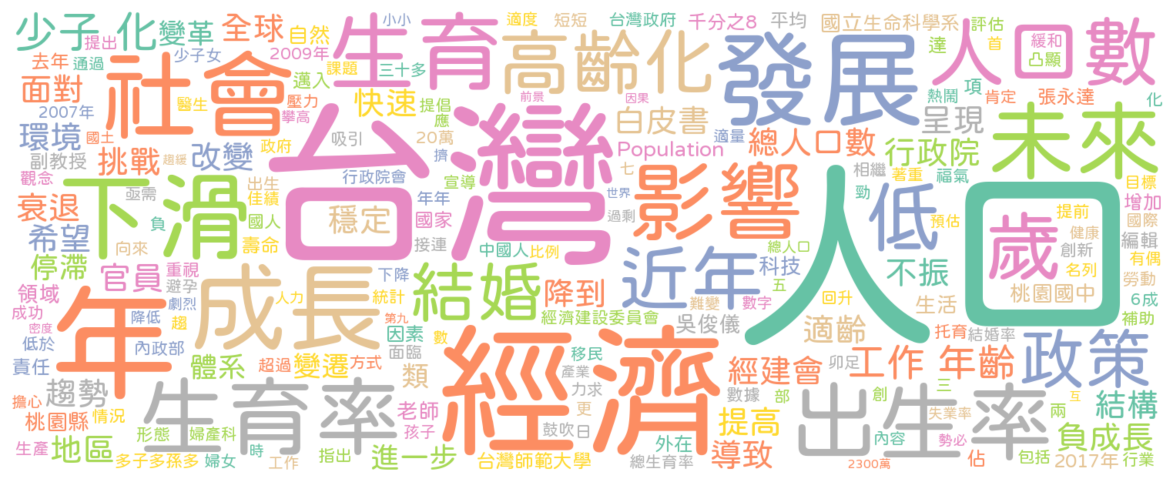 少子化 變革 全球 自然 生育 適度 短短 台灣政府 千分之8 平均 國立生命科學系 評估
提出 小小 高齡化 發展 達 首 人口數 緩和
去年 通過 少子女 2009年 課題 三十多 凸顯
面對 社會 邁入 熱鬧 項 肯定 張永達 化
2007年 醫生 壓力 快速 提倡 前景 因果 白皮書 適量 總人口數 呈現 未來
環境 國土 攀高 台灣 應 20萬 Population 行政院
副教授 挑戰 趨緩 改變 政府 吸引 擠 相繼 著重 福氣
觀念 亟需 出生 行政院會 年年 宣導 七 影響 勁 低 目標
衰退 下滑 負 佳績 國人 小小 國家 世界 過剩 人口 歲 預估 提前 增加 國際
希望 向來 壽命 穩定 接連 中國人 比例 總人口 健康 創新 編輯
停滯 官員 重視 成長 下降 結婚 近年 科技 不振 名列 有偶
領域 避孕 劇烈 人力 統計 降到 難變 五 數字 回升 生活 桃園國中 勞動 6成
成功 年 降低 趙 第九 數 經濟建設委員會 吳俊儀 適齡 托育 結婚率 補助
密度 低於 內政部 因素 經濟 移民 卯足 政策
責任 體系 超過 變遷 方式 面臨 類 產業 經建會 工作 年齡
趨勢 力求 數據 部 創 三 互
擔心 桃園縣 情況 生育率 老師 更 提高 出生率 失業率 兩 結構
生產 地區 形態 婦產科 時 孩子 鼓吹 日 外在 內容 勢必 負成長
多子多孫多 婦女 工作 指出 進一步 台灣師範大學 總生育率 導致 2300萬 佔 包括 2017年 行業